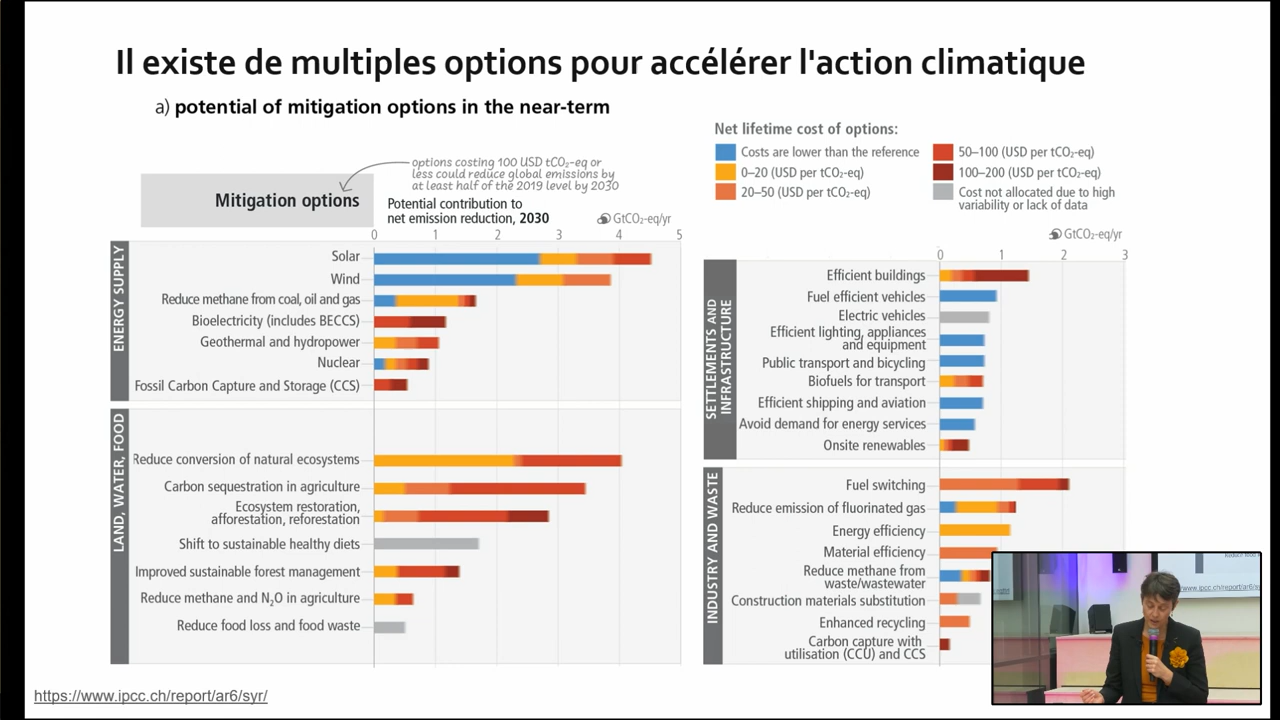 Il existe de multiples options pour accélérer l'action climatique
a) potential of mitigation options in the near-term
options costing 100 USD tCO₂-eq or
less could reduce global emissions by
at least half of the 2019 level by 2030
Mitigation options
Potential contribution to
net emission reduction, 2030
GtCO₂-eq/yr
0 1 2 3 4 5
Net lifetime cost of options:
Costs are lower than the reference
0–20 (USD per tCO₂-eq)
20–50 (USD per tCO₂-eq)
50–100 (USD per tCO₂-eq)
100–200 (USD per tCO₂-eq)
Cost not allocated due to high
variability or lack of data
ENERGY SUPPLY
Solar
Wind
Reduce methane from coal, oil and gas
Bioelectricity (includes BECCS)
Geothermal and hydropower
Nuclear
Fossil Carbon Capture and Storage (CCS)
LAND, WATER, FOOD
Reduce conversion of natural ecosystems
Carbon sequestration in agriculture
Ecosystem restoration,
afforestation, reforestation
Shift to sustainable healthy diets
Improved sustainable forest management
Reduce methane and N₂O in agriculture
Reduce food loss and food waste
GtCO₂-eq/yr
0 1 2 3
SETTLEMENTS AND
INFRASTRUCTURE
Efficient buildings
Fuel efficient vehicles
Electric vehicles
Efficient lighting, appliances
and equipment
Public transport and bicycling
Biofuels for transport
Efficient shipping and aviation
Avoid demand for energy services
Onsite renewables
INDUSTRY AND WASTE
Fuel switching
Reduce emission of fluorinated gas
Energy efficiency
Material efficiency
Reduce methane from
waste/wastewater
Construction materials substitution
Enhanced recycling
Carbon capture with
utilisation (CCU) and CCS
https://www.ipcc.ch/report/ar6/syr/